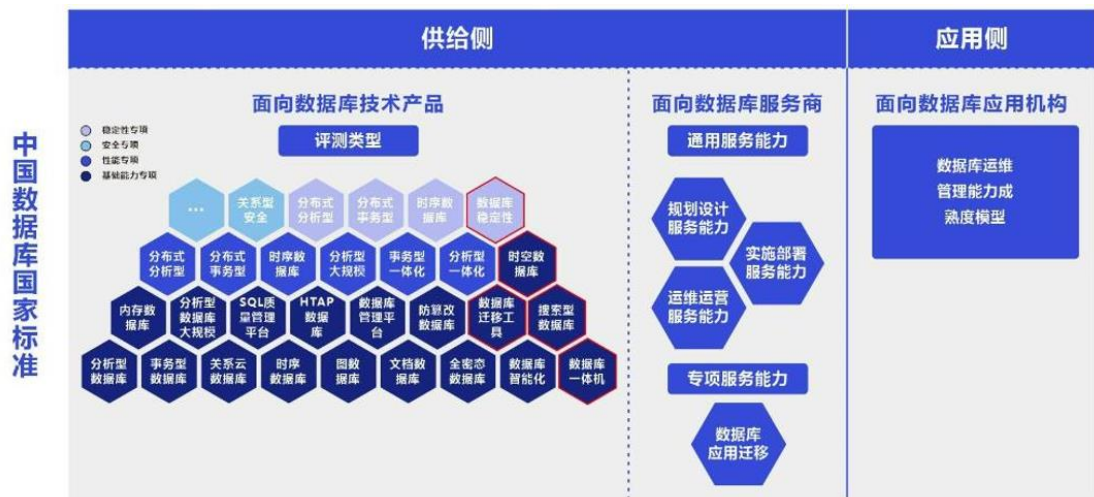 供给侧
应用侧
中国数据库国家标准
面向数据库技术产品
评测类型
稳定性专项
安全专项
性能专项
基础能力专项
...
关系型
安全
分布式
分析型
分布式
事务型
时序数
据库
数据库
稳定性
分布式
分析型
分布式
事务型
时序数
据库
分析型
大规模
事务型
一体化
分析型
一体化
时空数
据库
内存数
据库
分析型
数据库
大规模
SQL质
量管理
平台
HTAP
数据
库
数据库
管理平
台
防篡改
数据库
数据库
迁移工
具
搜索型
数据库
分析型
数据库
事务型
数据库
关系云
数据库
时序
数据库
图数
据库
文档数
据库
全密态
数据库
数据库
智能化
数据库
一体机
面向数据库服务商
通用服务能力
规划设计
服务能力
实施部署
服务能力
运维运营
服务能力
专项服务能力
数据库
应用迁移
面向数据库应用机构
数据库运维
管理能力成
熟度模型